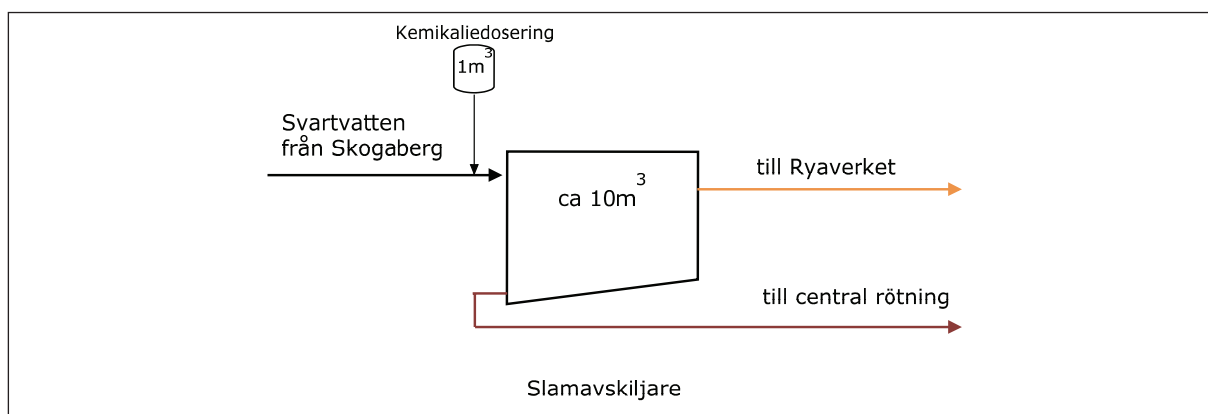 Kemikaliedosering
1m³
Svartvatten
från Skogaberg
till Ryaverket
ca 10m³
till central rötning
Slamavskiljare